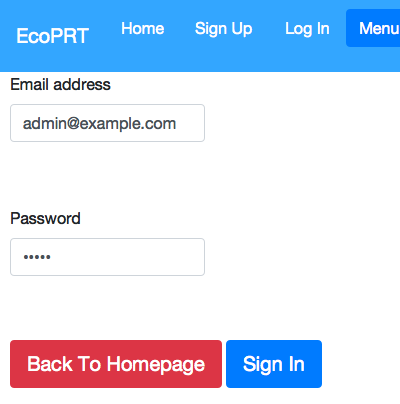 EcoPRT Home Sign Up Log In Menu
Email address
admin@example.com
Password
•••••
Back To Homepage Sign In